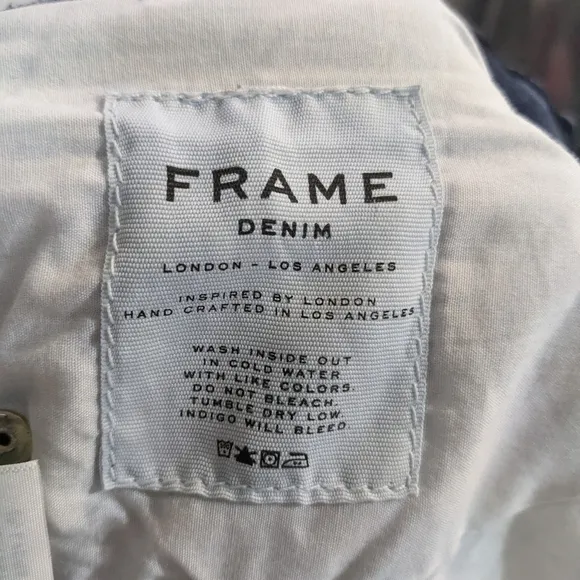 FRAME
DENIM
LONDON - LOS ANGELES
INSPIRED BY LONDON
HAND CRAFTED IN LOS ANGELES
WASH INSIDE OUT
IN COLD WATER
WITH LIKE COLORS.
DO NOT BLEACH.
TUMBLE DRY LOW.
INDIGO WILL BLEED.